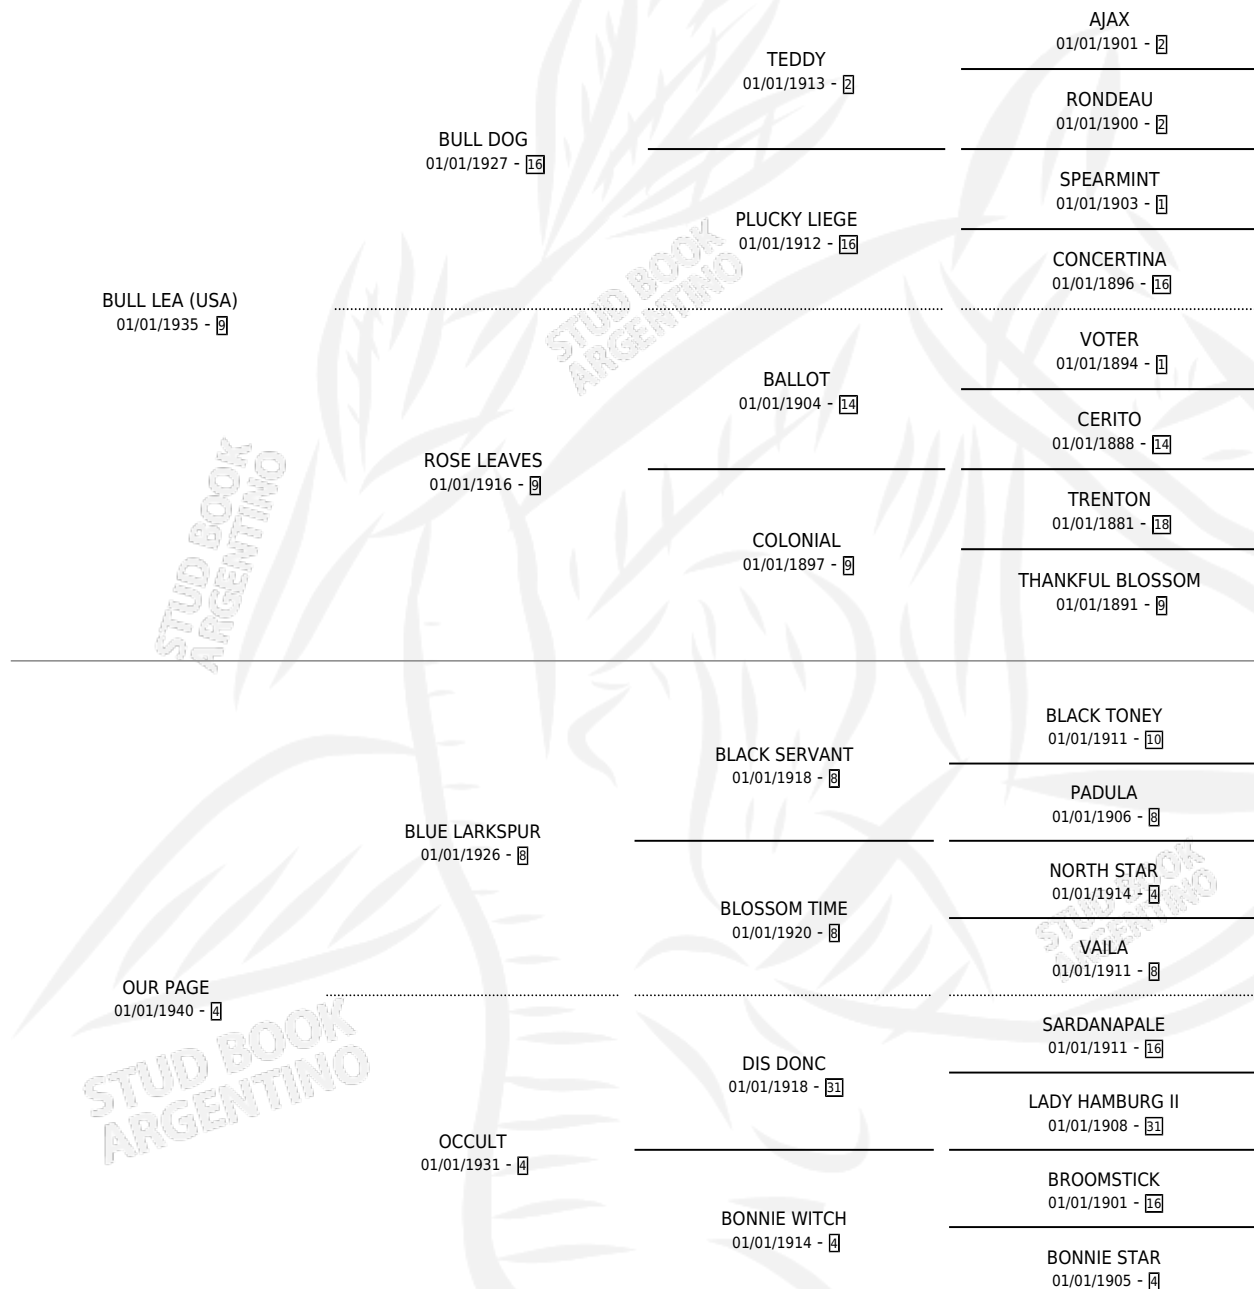 AJAX
01/01/1901 - 2
TEDDY
01/01/1913 - 2
RONDEAU
01/01/1900 - 2
BULL DOG
01/01/1927 - 16
SPEARMINT
01/01/1903 - 1
PLUCKY LIEGE
01/01/1912 - 16
CONCERTINA
01/01/1896 - 16
BULL LEA (USA)
01/01/1935 - 9
VOTER
01/01/1894 - 1
BALLOT
01/01/1904 - 14
CERITO
01/01/1888 - 14
ROSE LEAVES
01/01/1916 - 9
TRENTON
01/01/1881 - 18
COLONIAL
01/01/1897 - 9
THANKFUL BLOSSOM
01/01/1891 - 9
BLACK TONEY
01/01/1911 - 10
BLACK SERVANT
01/01/1918 - 8
PADULA
01/01/1906 - 8
BLUE LARKSPUR
01/01/1926 - 8
NORTH STAR
01/01/1914 - 4
BLOSSOM TIME
01/01/1920 - 8
VAILA
01/01/1911 - 8
OUR PAGE
01/01/1940 - 4
SARDANAPALE
01/01/1911 - 16
DIS DONC
01/01/1918 - 31
LADY HAMBURG II
01/01/1908 - 31
OCCULT
01/01/1931 - 4
BROOMSTICK
01/01/1901 - 16
BONNIE WITCH
01/01/1914 - 4
BONNIE STAR
01/01/1905 - 4
STUD BOOK
ARGENTINO
STUD BOOK
ARGENTINO
STUD BOOK
ARGENTINO
STUD BOOK
ARGENTINO